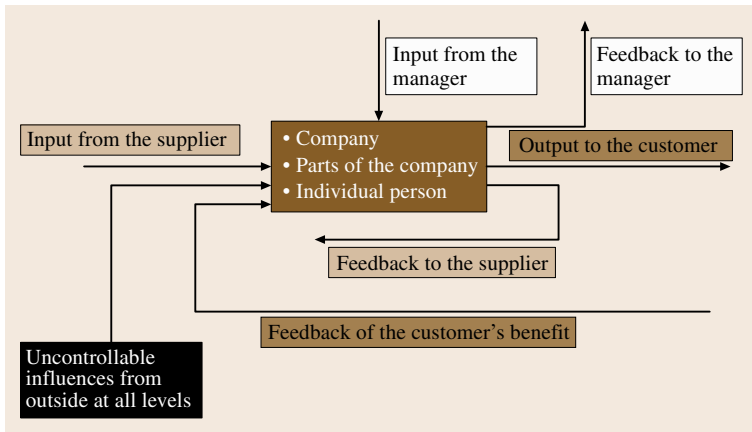 Input from the
manager
Feedback to the
manager
Input from the supplier
• Company
• Parts of the company
• Individual person
Output to the customer
Feedback to the supplier
Feedback of the customer's benefit
Uncontrollable
influences from
outside at all levels